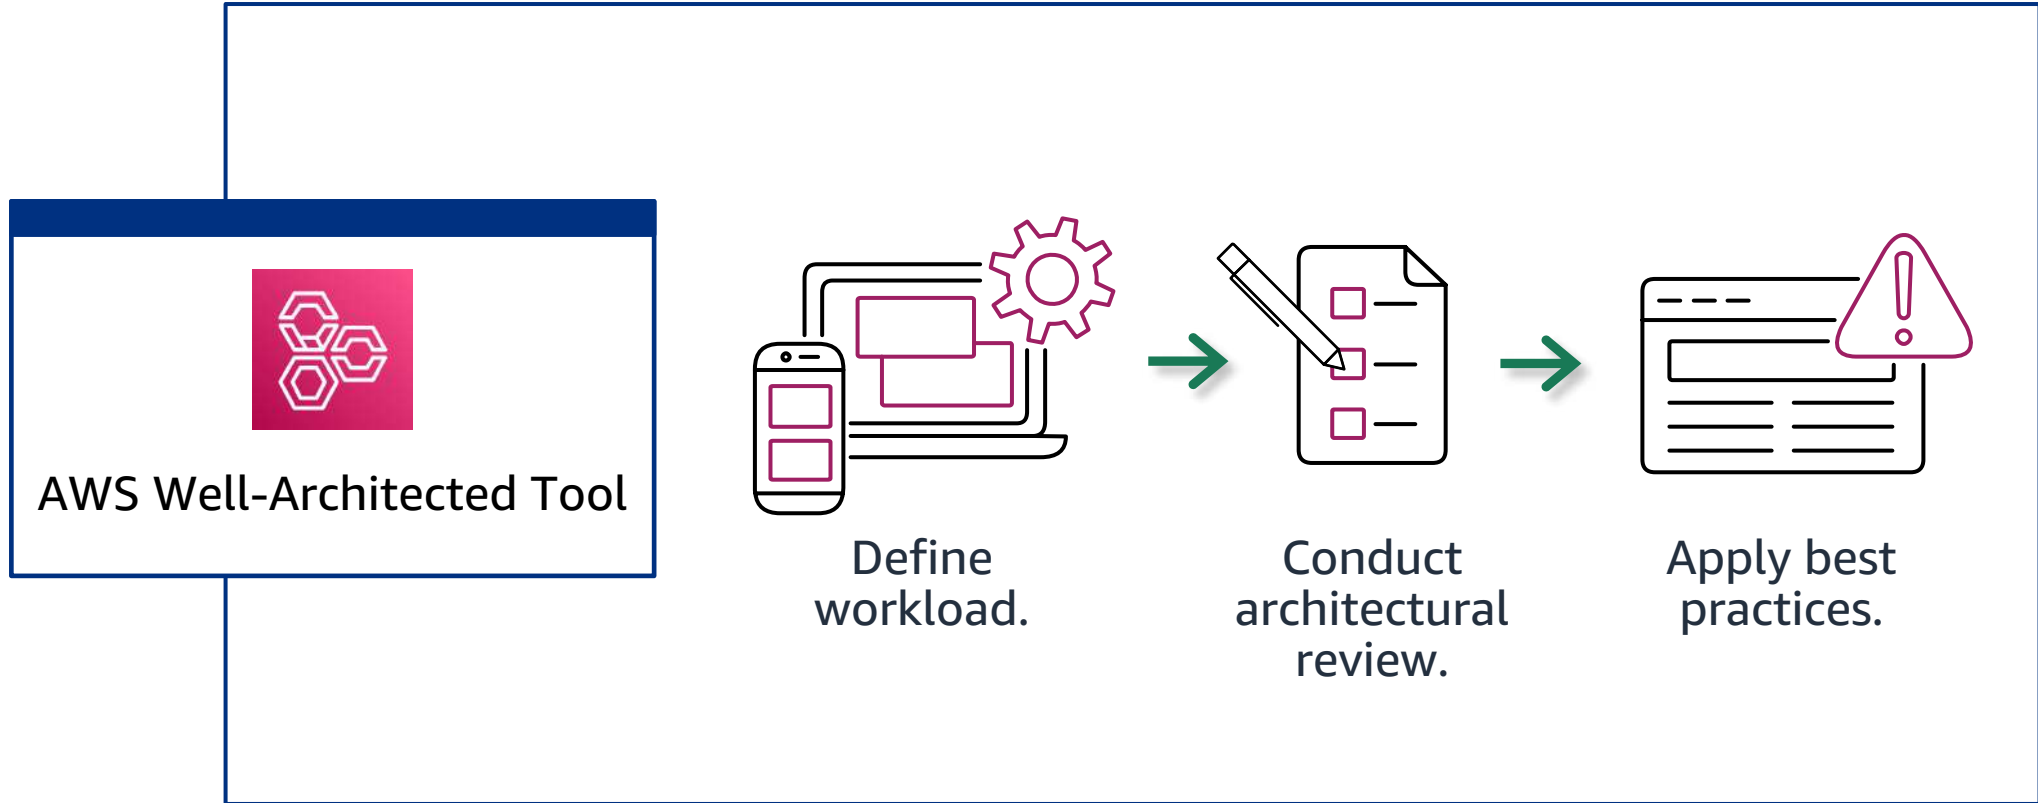 AWS Well-Architected Tool
Define
workload.
Conduct
architectural
review.
Apply best
practices.